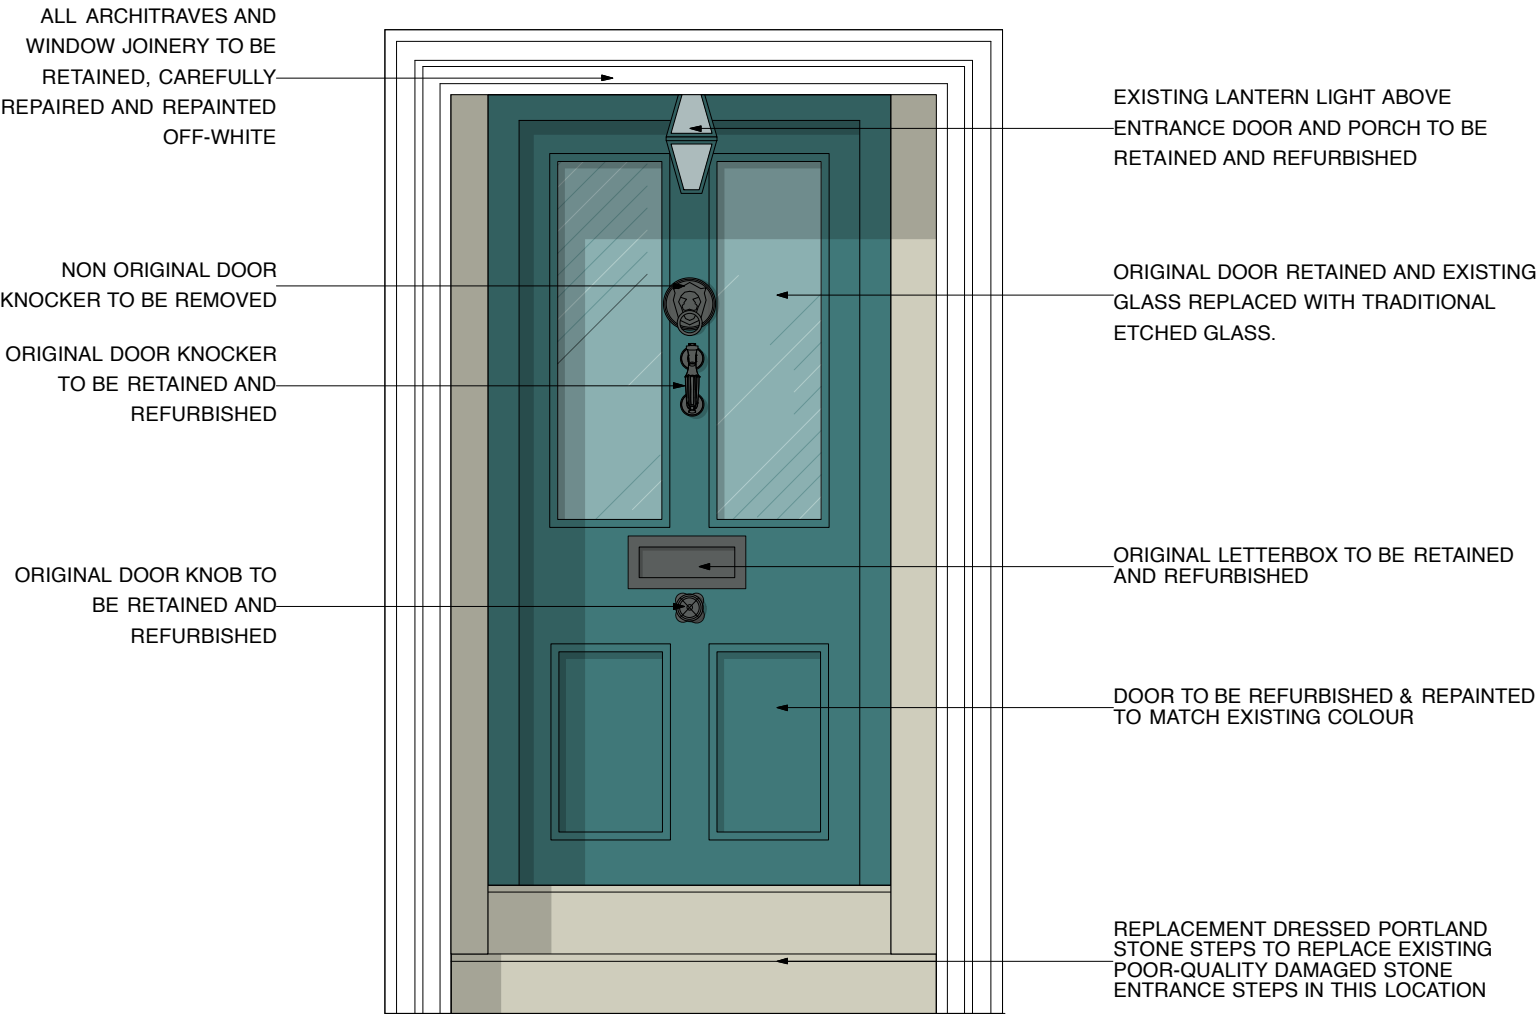 ALL ARCHITRAVES AND
WINDOW JOINERY TO BE
RETAINED, CAREFULLY
REPAIRED AND REPAINTED
OFF-WHITE
NON ORIGINAL DOOR
KNOCKER TO BE REMOVED
ORIGINAL DOOR KNOCKER
TO BE RETAINED AND
REFURBISHED
ORIGINAL DOOR KNOB TO
BE RETAINED AND
REFURBISHED
EXISTING LANTERN LIGHT ABOVE
ENTRANCE DOOR AND PORCH TO BE
RETAINED AND REFURBISHED
ORIGINAL DOOR RETAINED AND EXISTING
GLASS REPLACED WITH TRADITIONAL
ETCHED GLASS.
ORIGINAL LETTERBOX TO BE RETAINED
AND REFURBISHED
DOOR TO BE REFURBISHED & REPAINTED
TO MATCH EXISTING COLOUR
REPLACEMENT DRESSED PORTLAND
STONE STEPS TO REPLACE EXISTING
POOR-QUALITY DAMAGED STONE
ENTRANCE STEPS IN THIS LOCATION